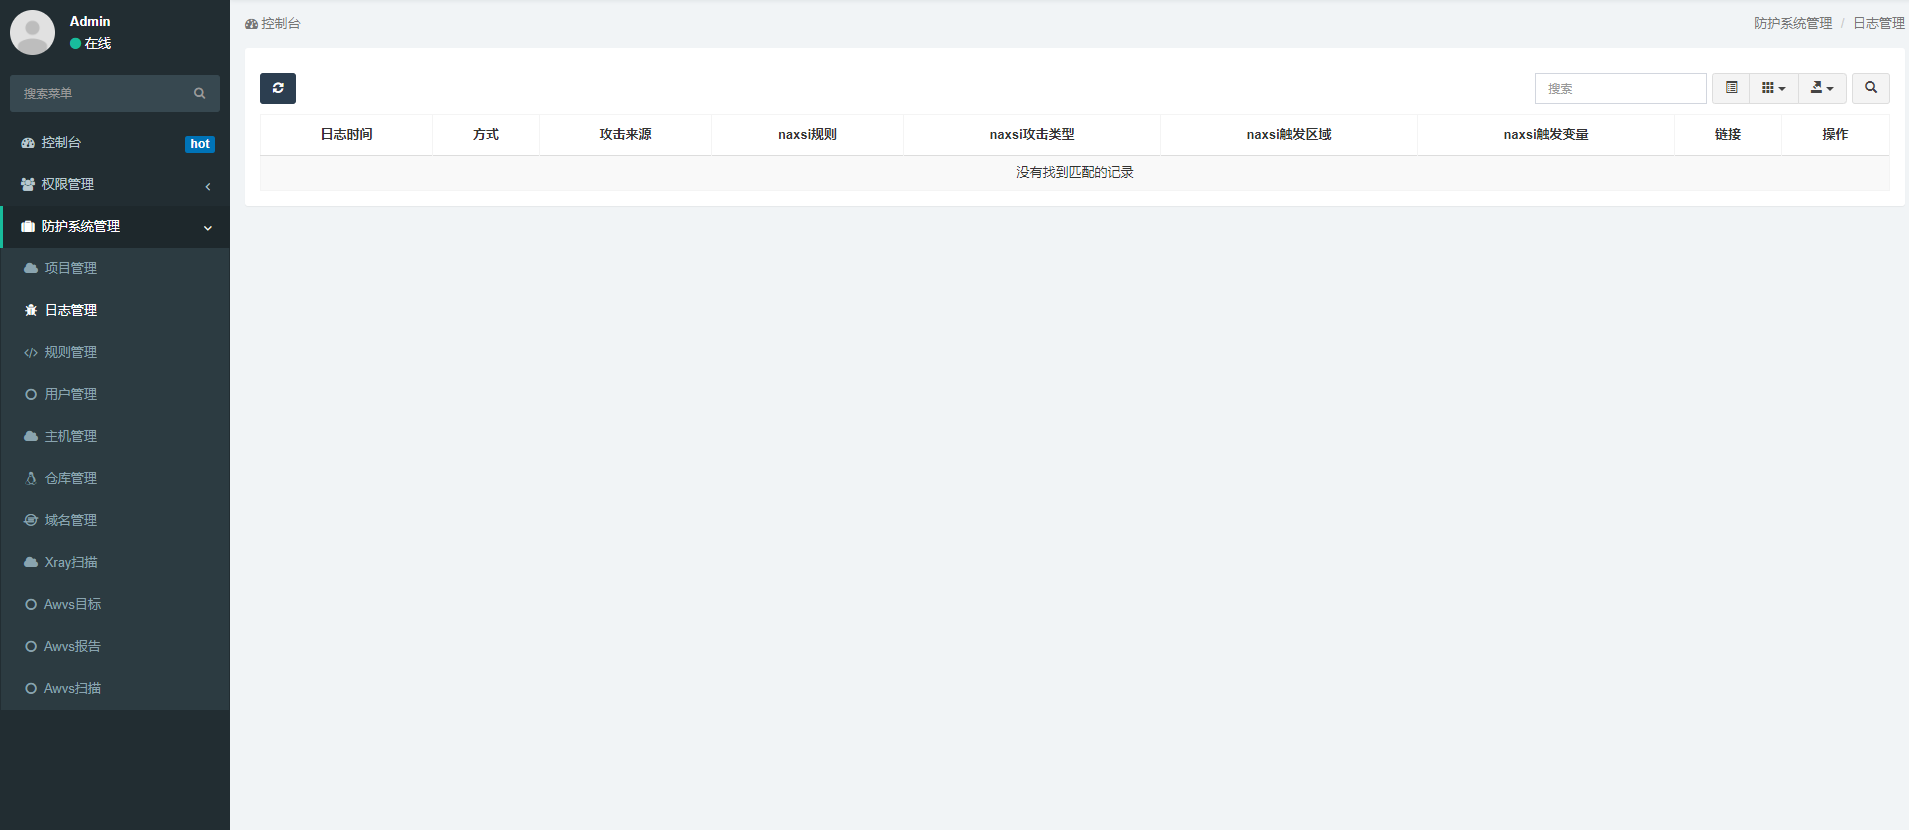 Admin
在线
搜索菜单
控制台 hot
权限管理
防护系统管理
项目管理
日志管理
规则管理
用户管理
主机管理
仓库管理
域名管理
Xray扫描
Awvs目标
Awvs报告
Awvs扫描
控制台
防护系统管理 / 日志管理
搜索
日志时间 方式 攻击来源 naxsi规则 naxsi攻击类型 naxsi触发区域 naxsi触发变量 链接 操作
没有找到匹配的记录